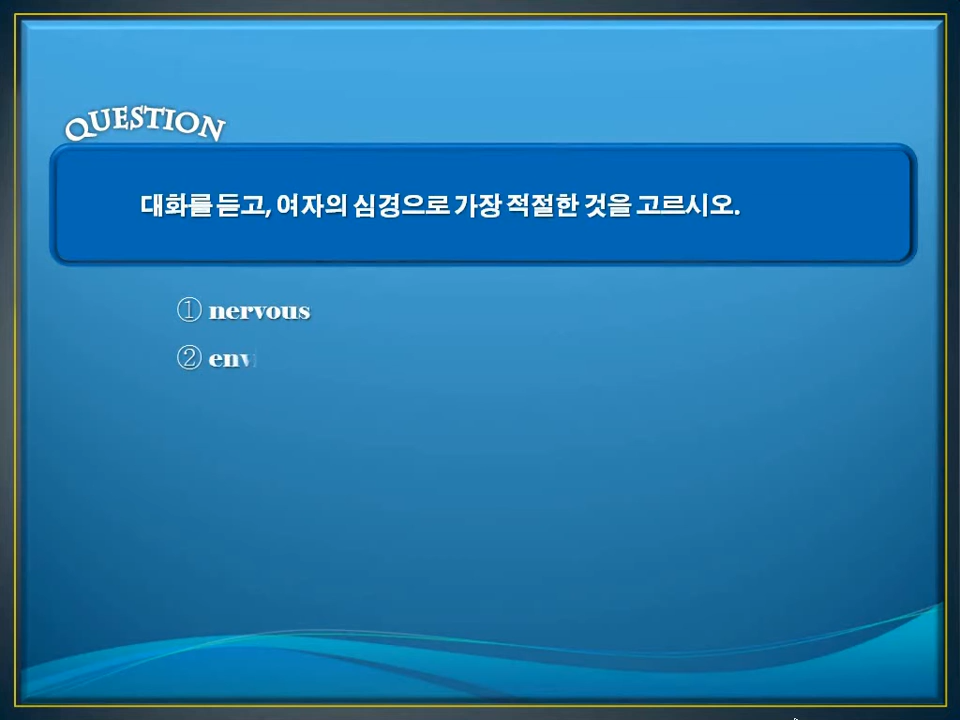 QUESTION
대화를 듣고, 여자의 심경으로 가장 적절한 것을 고르시오.
① nervous
② env